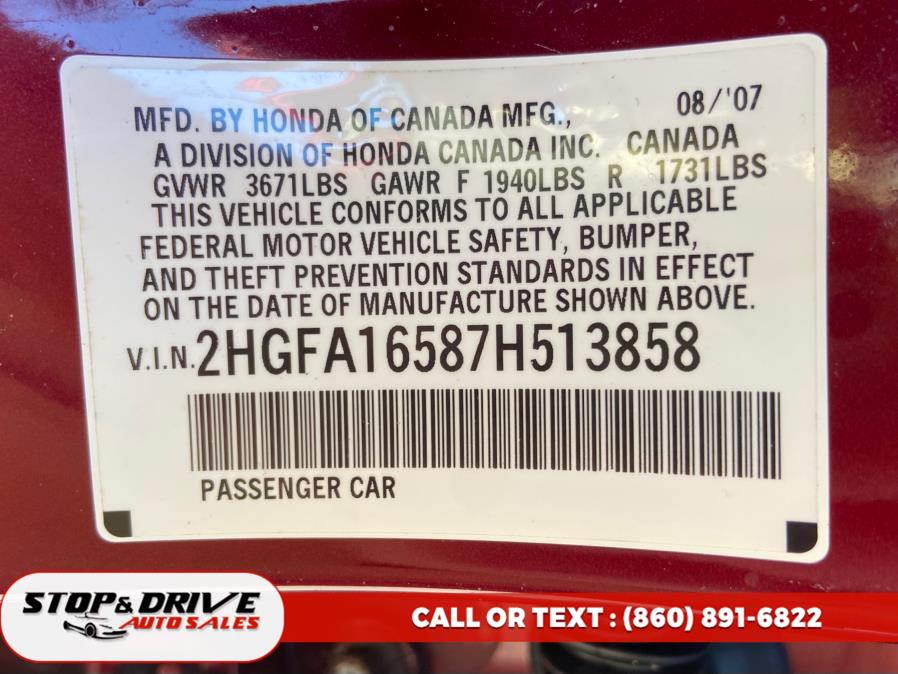 MFD. BY HONDA OF CANADA MFG., 08/'07
A DIVISION OF HONDA CANADA INC. CANADA
GVWR 3671LBS GAWR F 1940LBS R 1731LBS
THIS VEHICLE CONFORMS TO ALL APPLICABLE
FEDERAL MOTOR VEHICLE SAFETY, BUMPER,
AND THEFT PREVENTION STANDARDS IN EFFECT
ON THE DATE OF MANUFACTURE SHOWN ABOVE.
V.I.N. 2HGFA16587H513858
PASSENGER CAR
STOP & DRIVE
AUTO SALES
CALL OR TEXT : (860) 891-6822